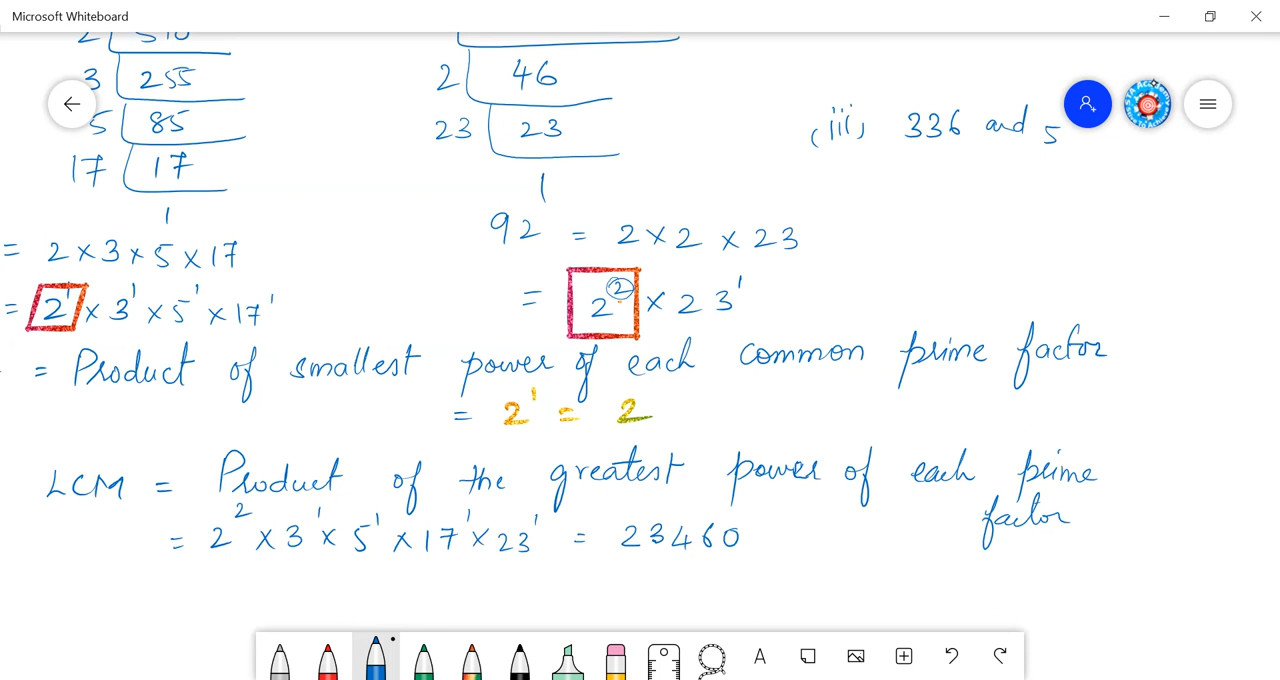 Microsoft Whiteboard
2 510
3 255
5 85
17 17
1
2 46
23 23
1
(iii) 336 and 5
= 2 × 3 × 5 × 17
= 2¹ × 3¹ × 5¹ × 17¹
92 = 2 × 2 × 23
= 2² × 23¹
= Product of smallest power of each common prime factor
= 2¹ = 2
LCM = Product of the greatest power of each prime
factor
= 2² × 3¹ × 5¹ × 17¹ × 23¹ = 23460
A